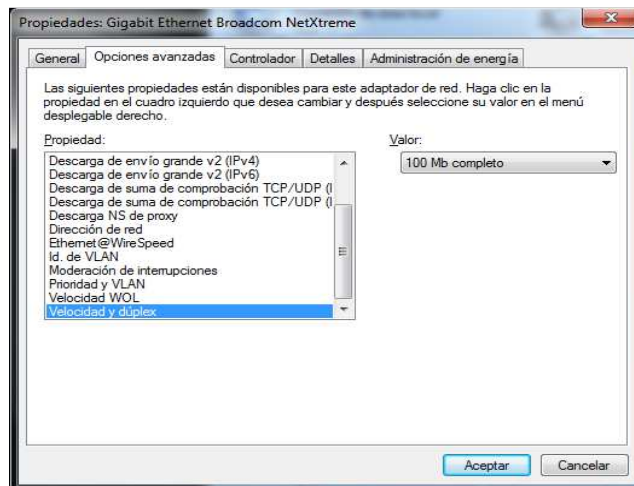 Propiedades: Gigabit Ethernet Broadcom NetXtreme
General Opciones avanzadas Controlador Detalles Administración de energía
Las siguientes propiedades están disponibles para este adaptador de red. Haga clic en la
propiedad en el cuadro izquierdo que desea cambiar y después seleccione su valor en el menú
desplegable derecho.
Propiedad:
Valor:
Descarga de envío grande v2 (IPv4)
Descarga de envío grande v2 (IPv6)
Descarga de suma de comprobación TCP/UDP (I
Descarga de suma de comprobación TCP/UDP (I
Descarga NS de proxy
Dirección de red
Ethernet@WireSpeed
Id. de VLAN
Moderación de interrupciones
Prioridad y VLAN
Velocidad WOL
Velocidad y dúplex
100 Mb completo
Aceptar Cancelar